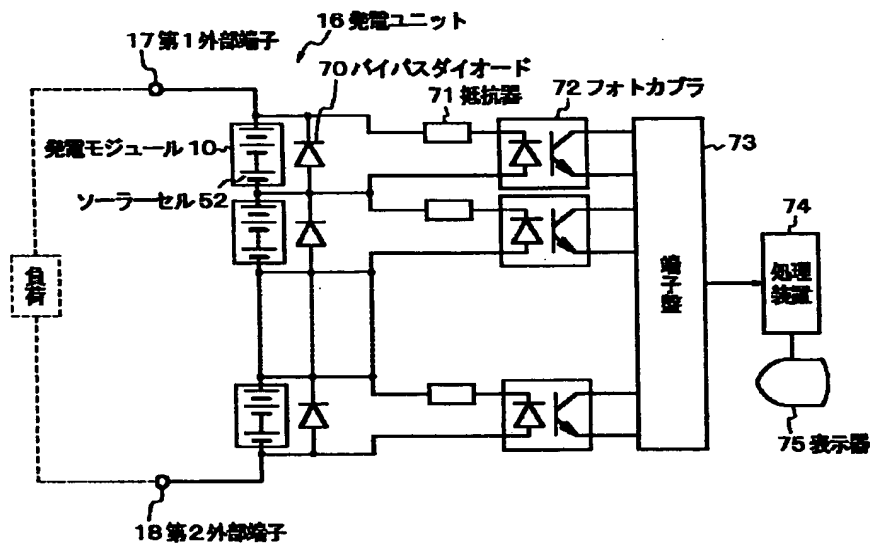 16 発電ユニット
17 第1外部端子
70 バイパスダイオード
71 抵抗器
72 フォトカプラ
73
発電モジュール 10
ソーラーセル 52
74
負荷
端子盤
処理装置
75 表示器
18 第2外部端子